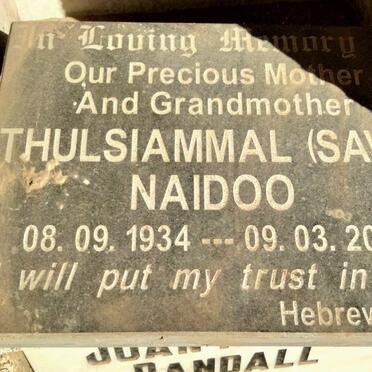 In Loving Memory
Our Precious Mother
And Grandmother
THULSIAMMAL (SAV
NAIDOO
08. 09. 1934 --- 09. 03. 20
will put my trust in
Hebrew
RANDALL